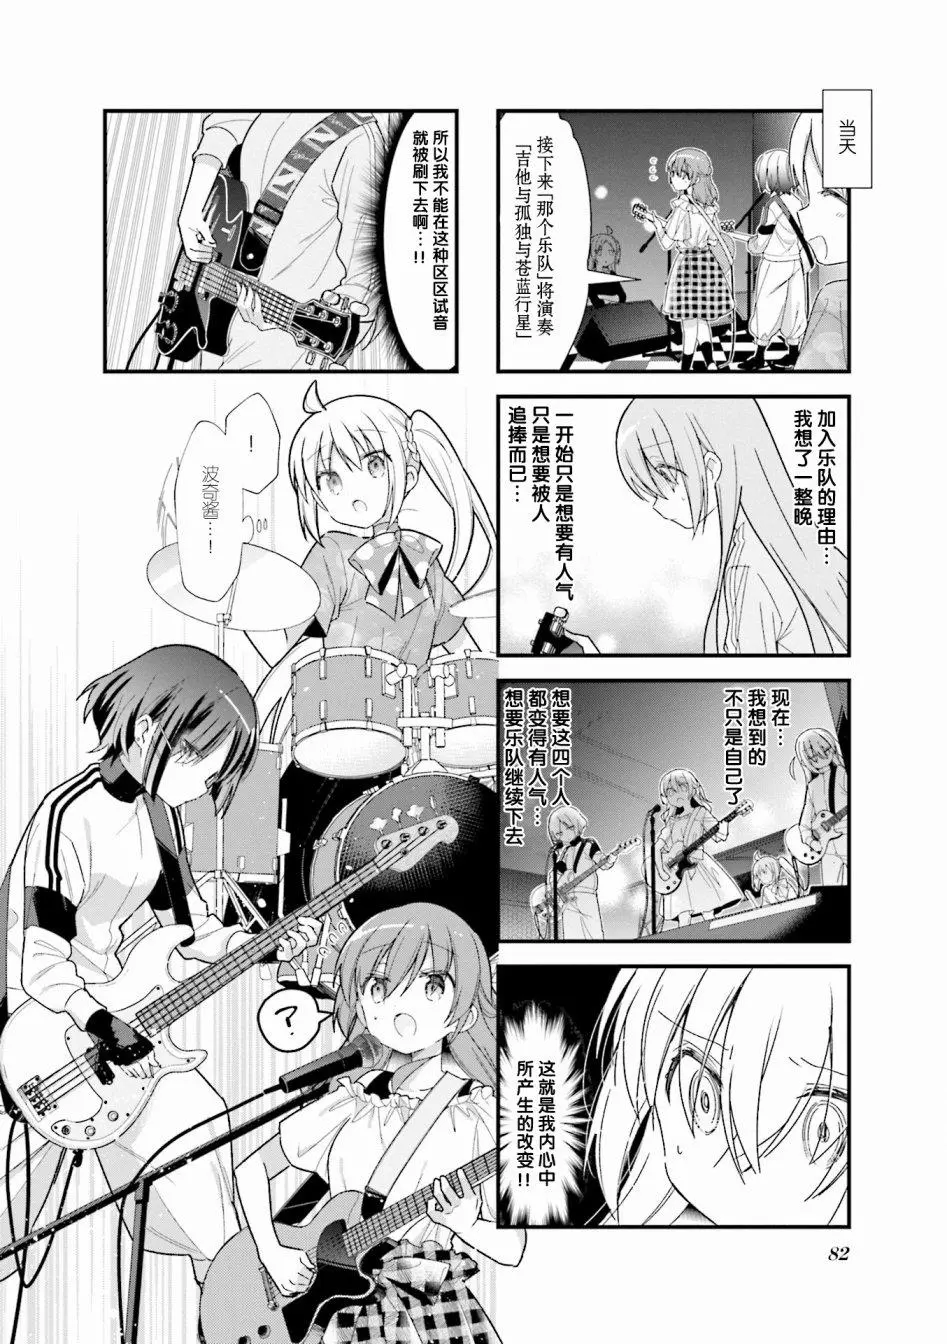 当天
接下来「那个乐队」将演奏
「吉他与孤独与苍蓝行星」
加入乐队的理由…
我想了一整晚
一开始只是想要有人气
只是想要被人
追捧而已…
现在…
我想到的
不只是自己了
想要这四个人
都变得有人气…
想要乐队继续下去
这就是我内心中
所产生的改变!!
所以我不能在这种区区试音
就被刷下去啊…!!
!
波奇酱…!
?
82